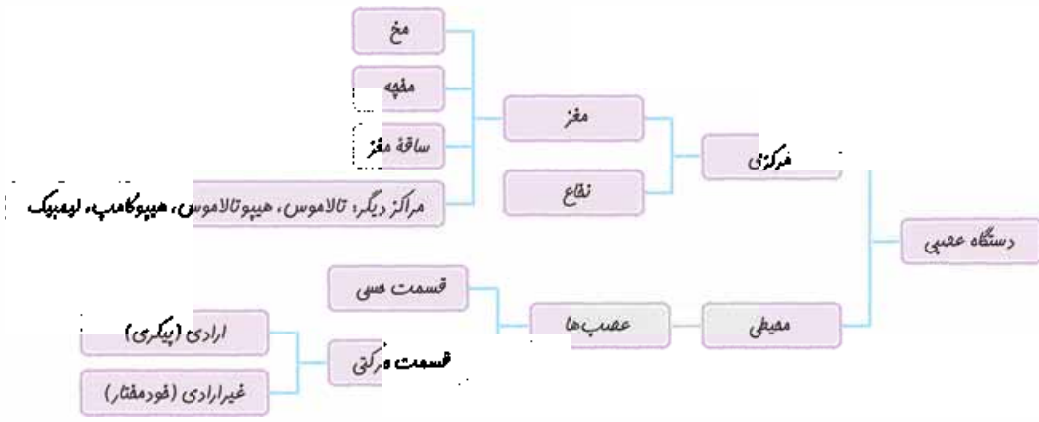 دستگاه عصبی
مرکزی
مغز
مخ
مخچه
ساقهٔ مغز
مراکز دیگر: تالاموس، هیپوتالاموس، هیپوکامپ، لیمبیک
نخاع
محیطی
عصب‌ها
قسمت حسی
قسمت حرکتی
ارادی (پیکری)
غیرارادی (خودمختار)